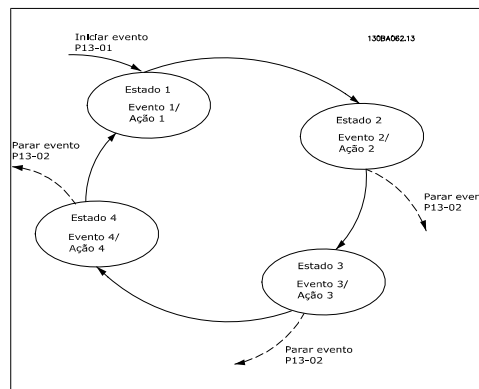 Iniciar evento
P13-01
130BA062.13
Estado 1
Evento 1/
Ação 1
Estado 2
Evento 2/
Ação 2
Parar evento
P13-02
Parar even
P13-02
Estado 4
Evento 4/
Ação 4
Estado 3
Evento 3/
Ação 3
Parar evento
P13-02